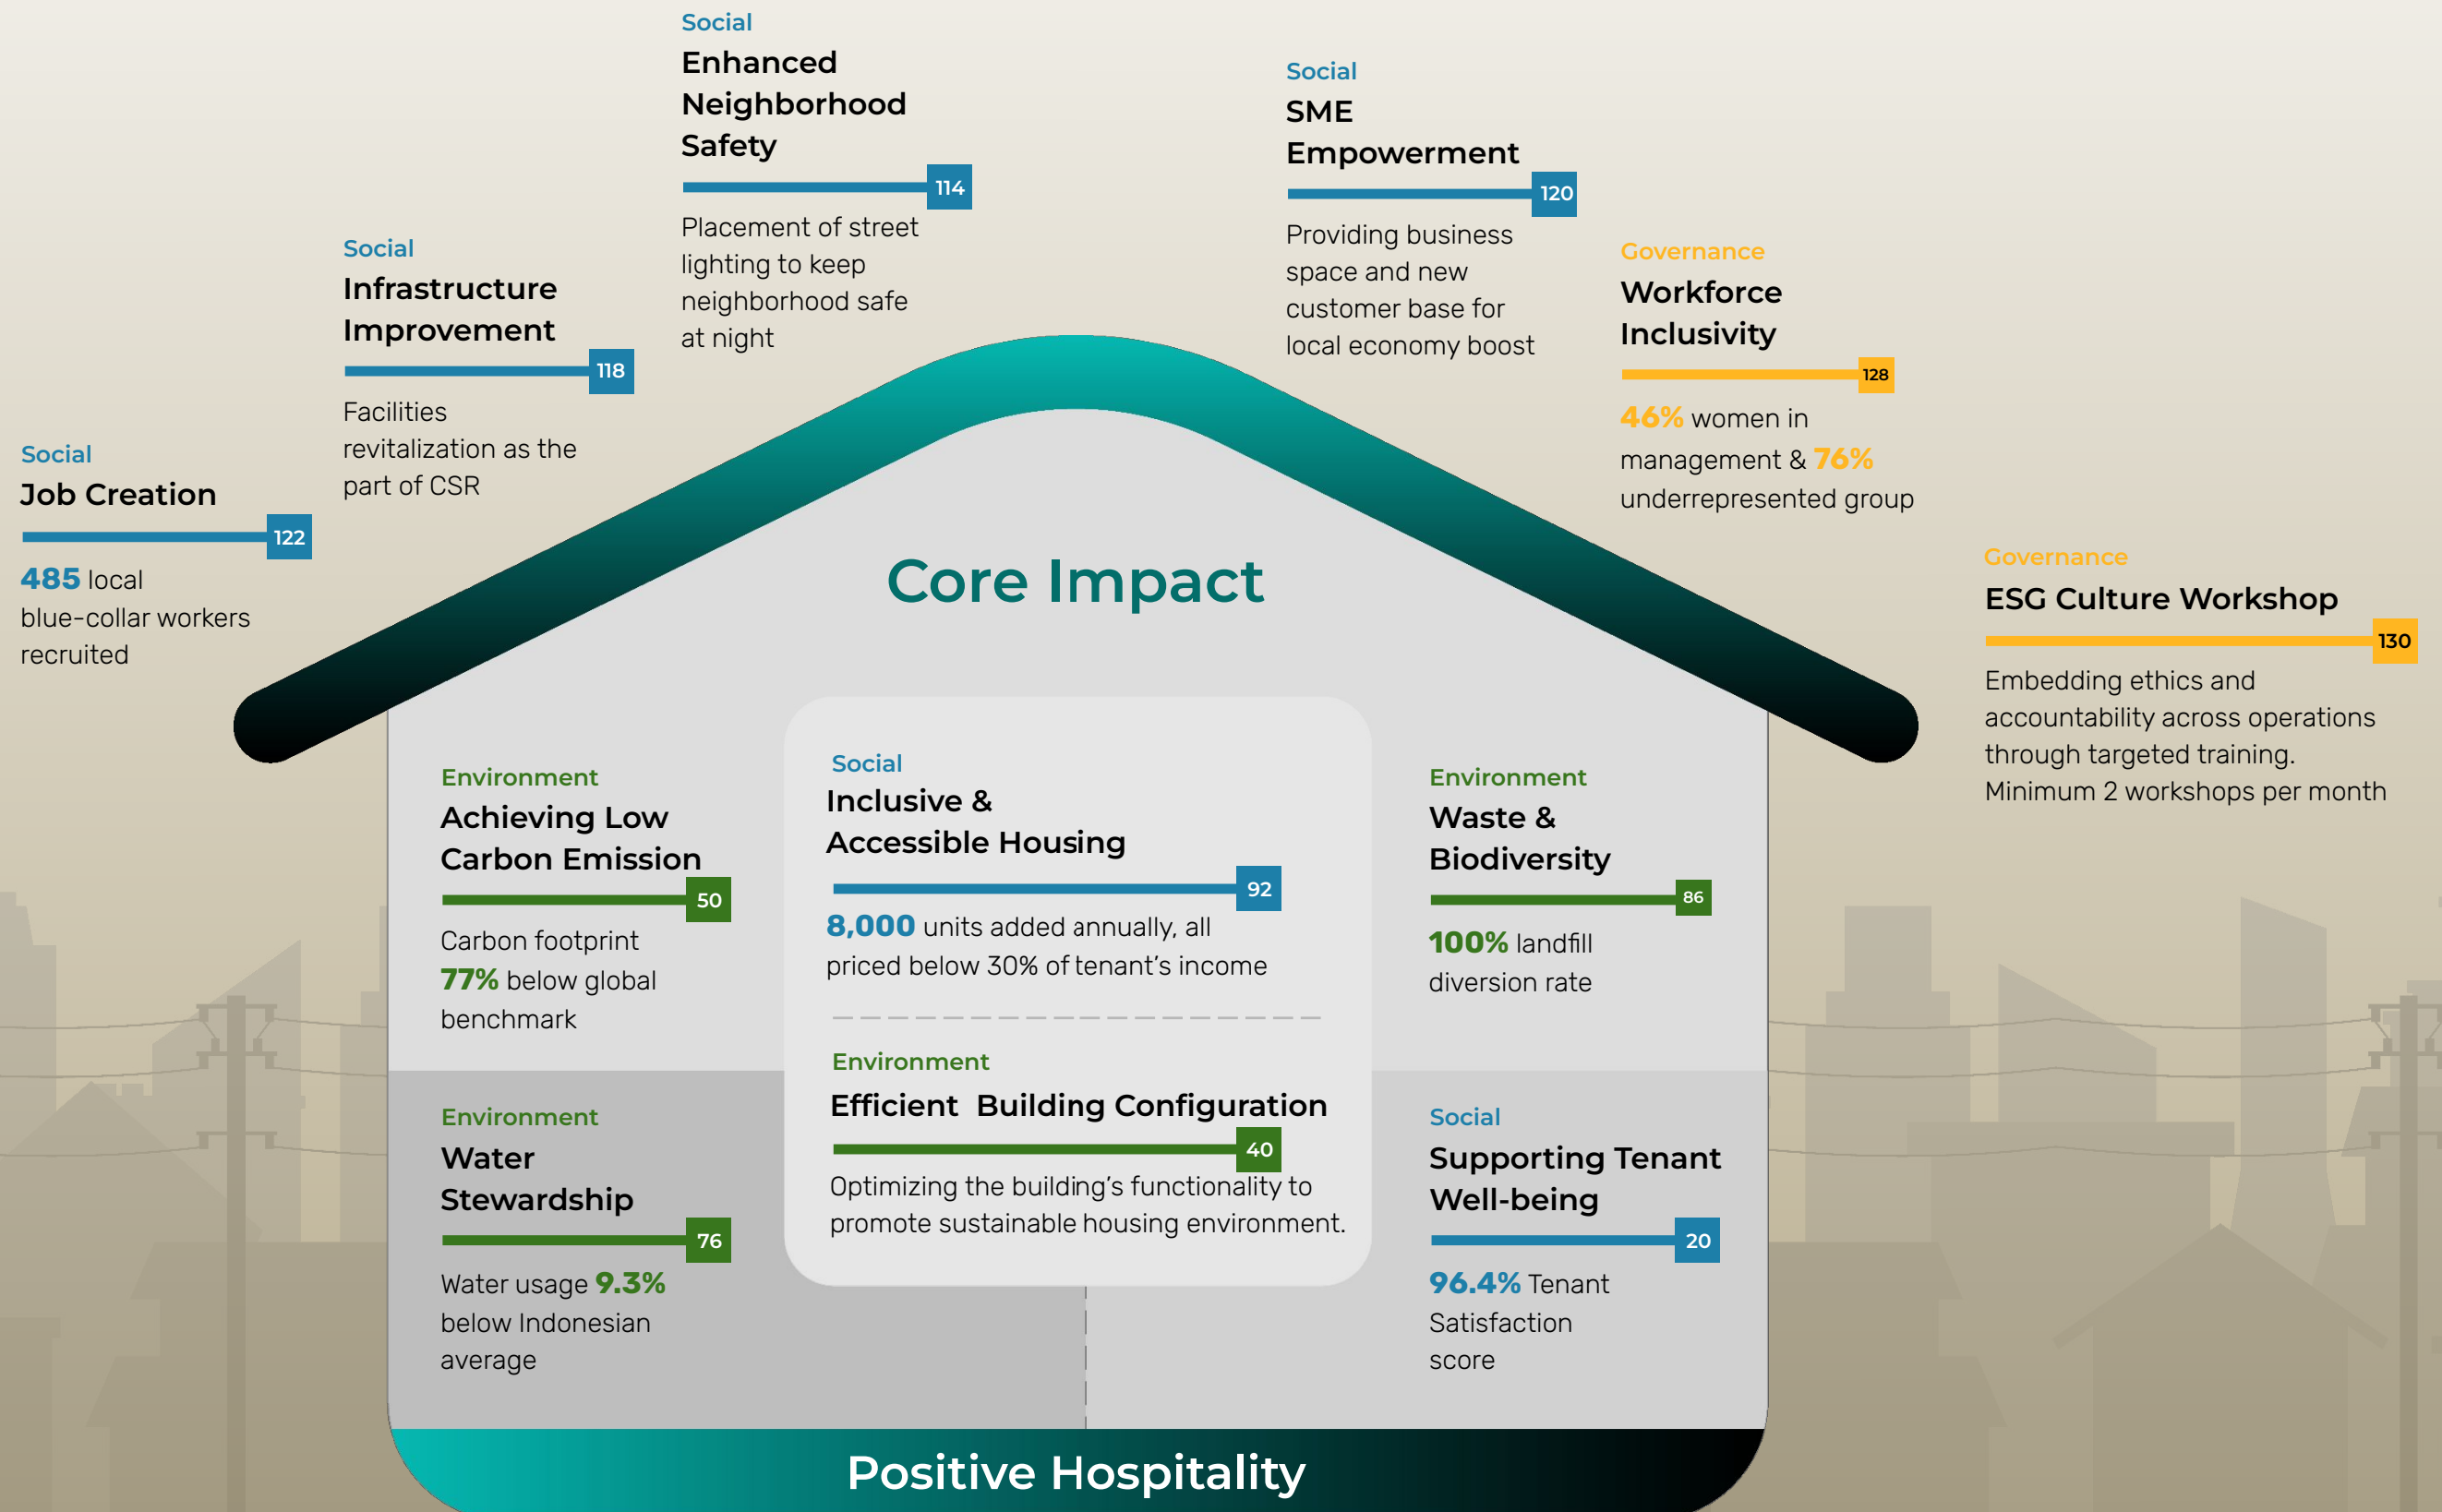 Social
Enhanced
Neighborhood
Safety
114
Placement of street
lighting to keep
neighborhood safe
at night
Social
SME
Empowerment
120
Providing business
space and new
customer base for
local economy boost
Social
Infrastructure
Improvement
118
Facilities
revitalization as the
part of CSR
Governance
Workforce
Inclusivity
128
46% women in
management & 76%
underrepresented group
Social
Job Creation
122
485 local
blue-collar workers
recruited
Governance
ESG Culture Workshop
130
Embedding ethics and
accountability across operations
through targeted training.
Minimum 2 workshops per month
Core Impact
Environment
Achieving Low
Carbon Emission
50
Carbon footprint
77% below global
benchmark
Social
Inclusive &
Accessible Housing
92
8,000 units added annually, all
priced below 30% of tenant's income
Environment
Efficient Building Configuration
40
Optimizing the building's functionality to
promote sustainable housing environment.
Environment
Waste &
Biodiversity
86
100% landfill
diversion rate
Environment
Water
Stewardship
76
Water usage 9.3%
below Indonesian
average
Social
Supporting Tenant
Well-being
20
96.4% Tenant
Satisfaction
score
Positive Hospitality